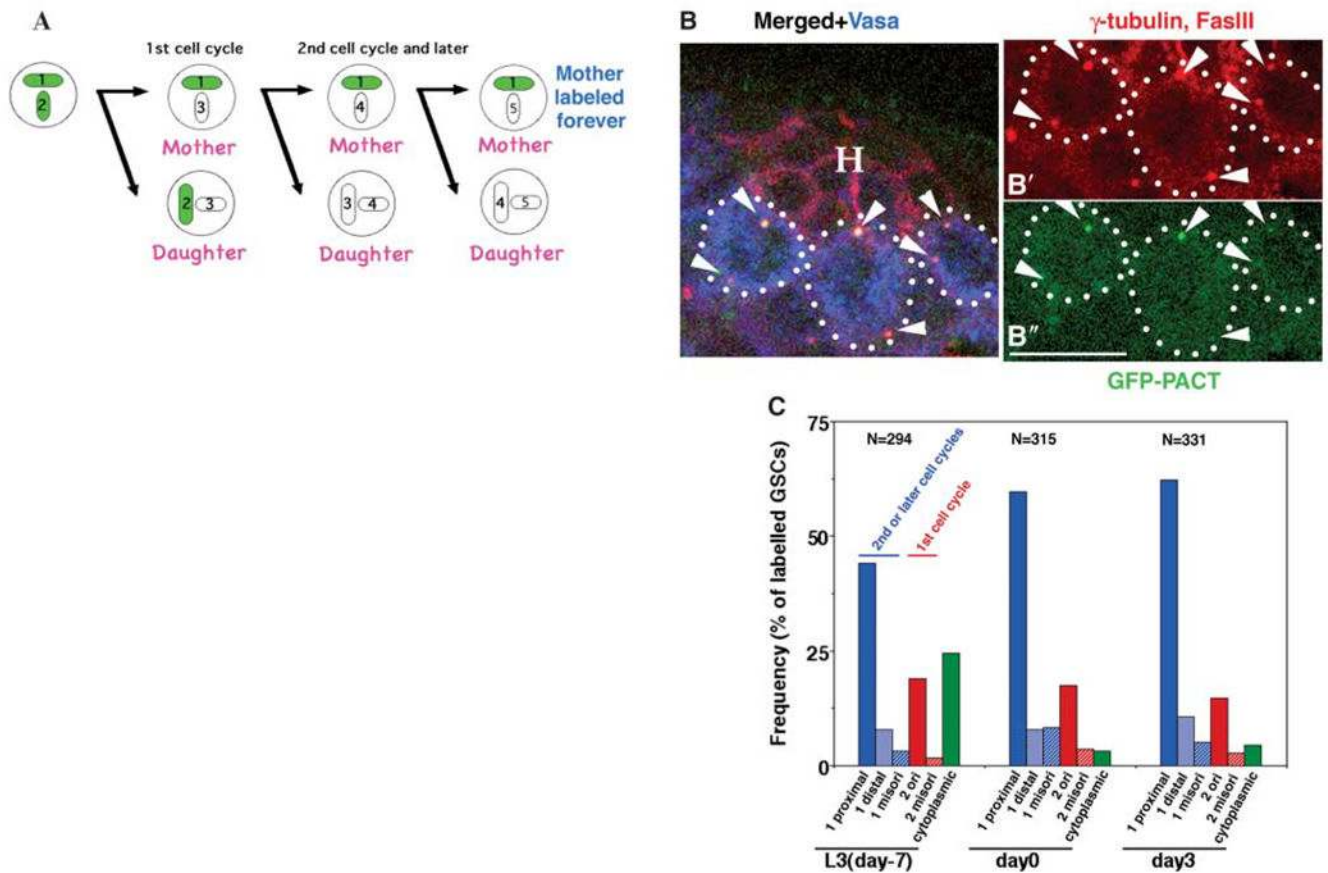 A
1st cell cycle
2nd cell cycle and later
1
2
1
3
1
4
1
5
Mother
labeled
forever
Mother
Mother
Mother
2
3
3
4
4
5
Daughter
Daughter
Daughter
B
Merged+Vasa
γ-tubulin, FasIII
H
B′
B″
GFP-PACT
C
75
50
25
0
Frequency (% of labelled GSCs)
N=294
N=315
N=331
2nd or later cell cycles
1st cell cycle
1 proximal
1 distal
1 misori
2 ori
2 misori
cytoplasmic
1 proximal
1 distal
1 misori
2 ori
2 misori
cytoplasmic
1 proximal
1 distal
1 misori
2 ori
2 misori
cytoplasmic
L3(day-7)
day0
day3